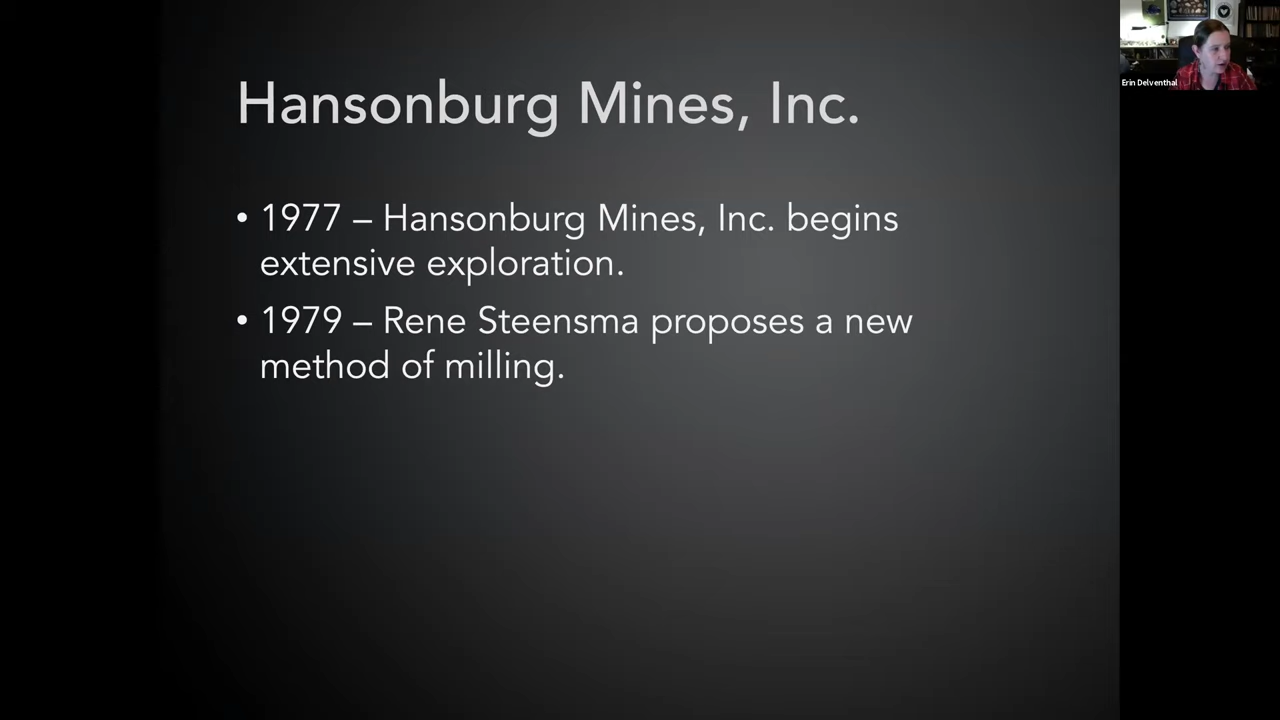 Hansonburg Mines, Inc.
• 1977 – Hansonburg Mines, Inc. begins
extensive exploration.
• 1979 – Rene Steensma proposes a new
method of milling.
Erin Delventhal